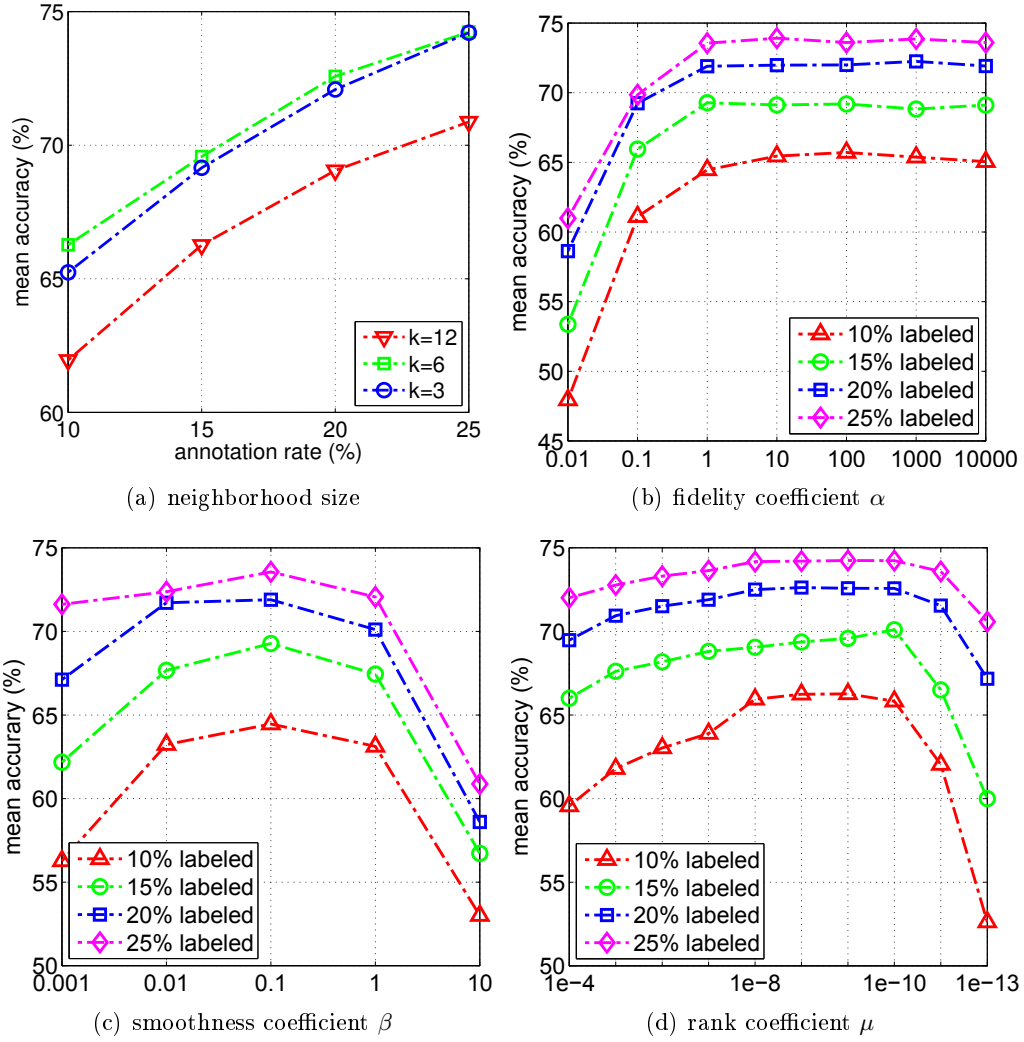 75
70
65
60
10
15
20
25
mean accuracy (%)
annotation rate (%)
k=12
k=6
k=3
(a) neighborhood size
75
70
65
60
55
50
45
0.01
0.1
1
10
100
1000
10000
mean accuracy (%)
10% labeled
15% labeled
20% labeled
25% labeled
(b) fidelity coefficient α
75
70
65
60
55
50
0.001
0.01
0.1
1
10
mean accurary (%)
10% labeled
15% labeled
20% labeled
25% labeled
(c) smoothness coefficient β
75
70
65
60
55
50
1e-4
1e-8
1e-10
1e-13
mean accuracy (%)
10% labeled
15% labeled
20% labeled
25% labeled
(d) rank coefficient μ